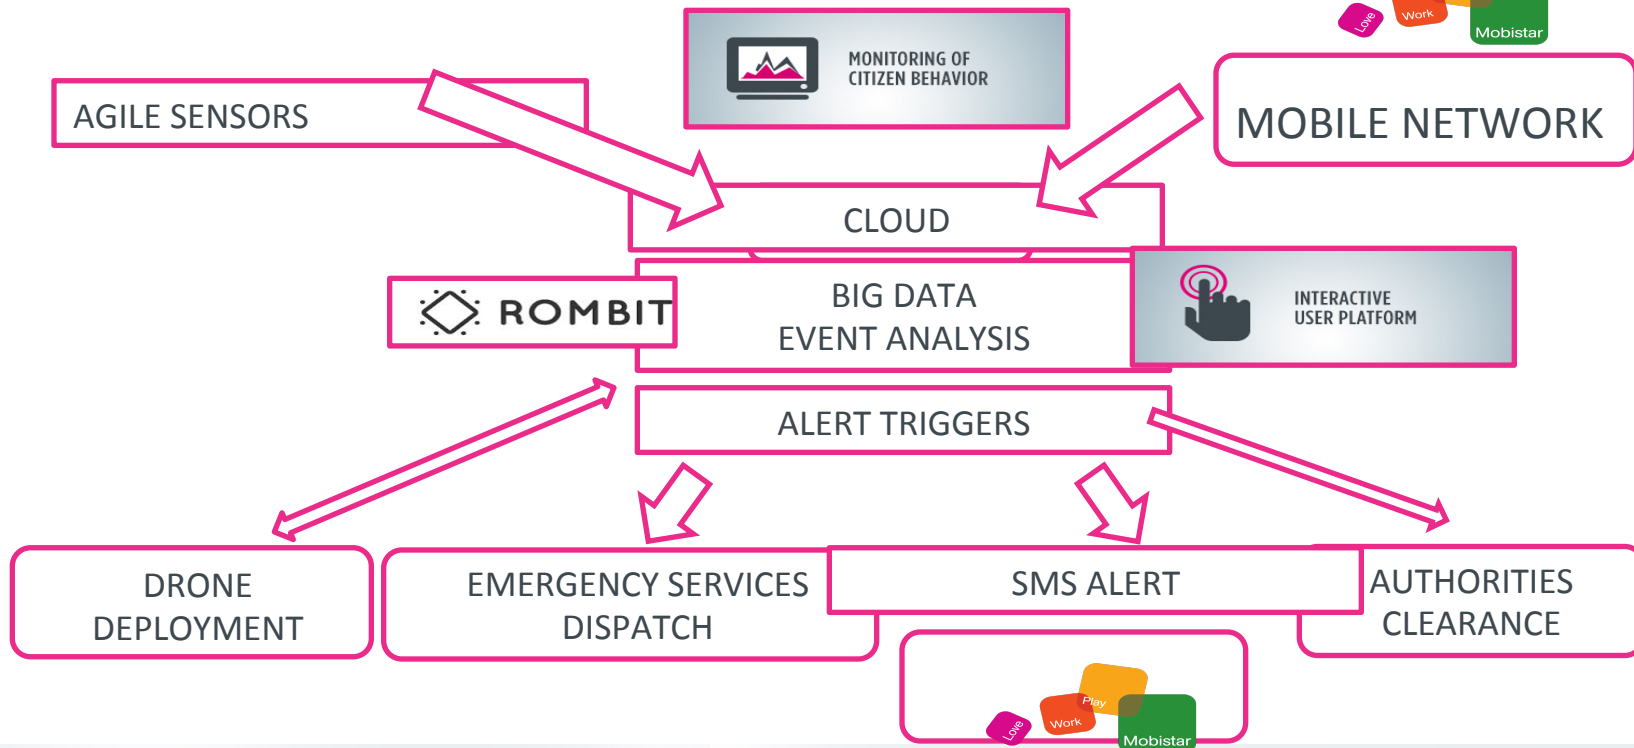 Love
Work
Mobistar
MONITORING OF
CITIZEN BEHAVIOR
AGILE SENSORS
MOBILE NETWORK
CLOUD
ROMBIT
BIG DATA
EVENT ANALYSIS
INTERACTIVE
USER PLATFORM
ALERT TRIGGERS
DRONE
DEPLOYMENT
EMERGENCY SERVICES
DISPATCH
SMS ALERT
AUTHORITIES
CLEARANCE
Love
Work
Play
Mobistar